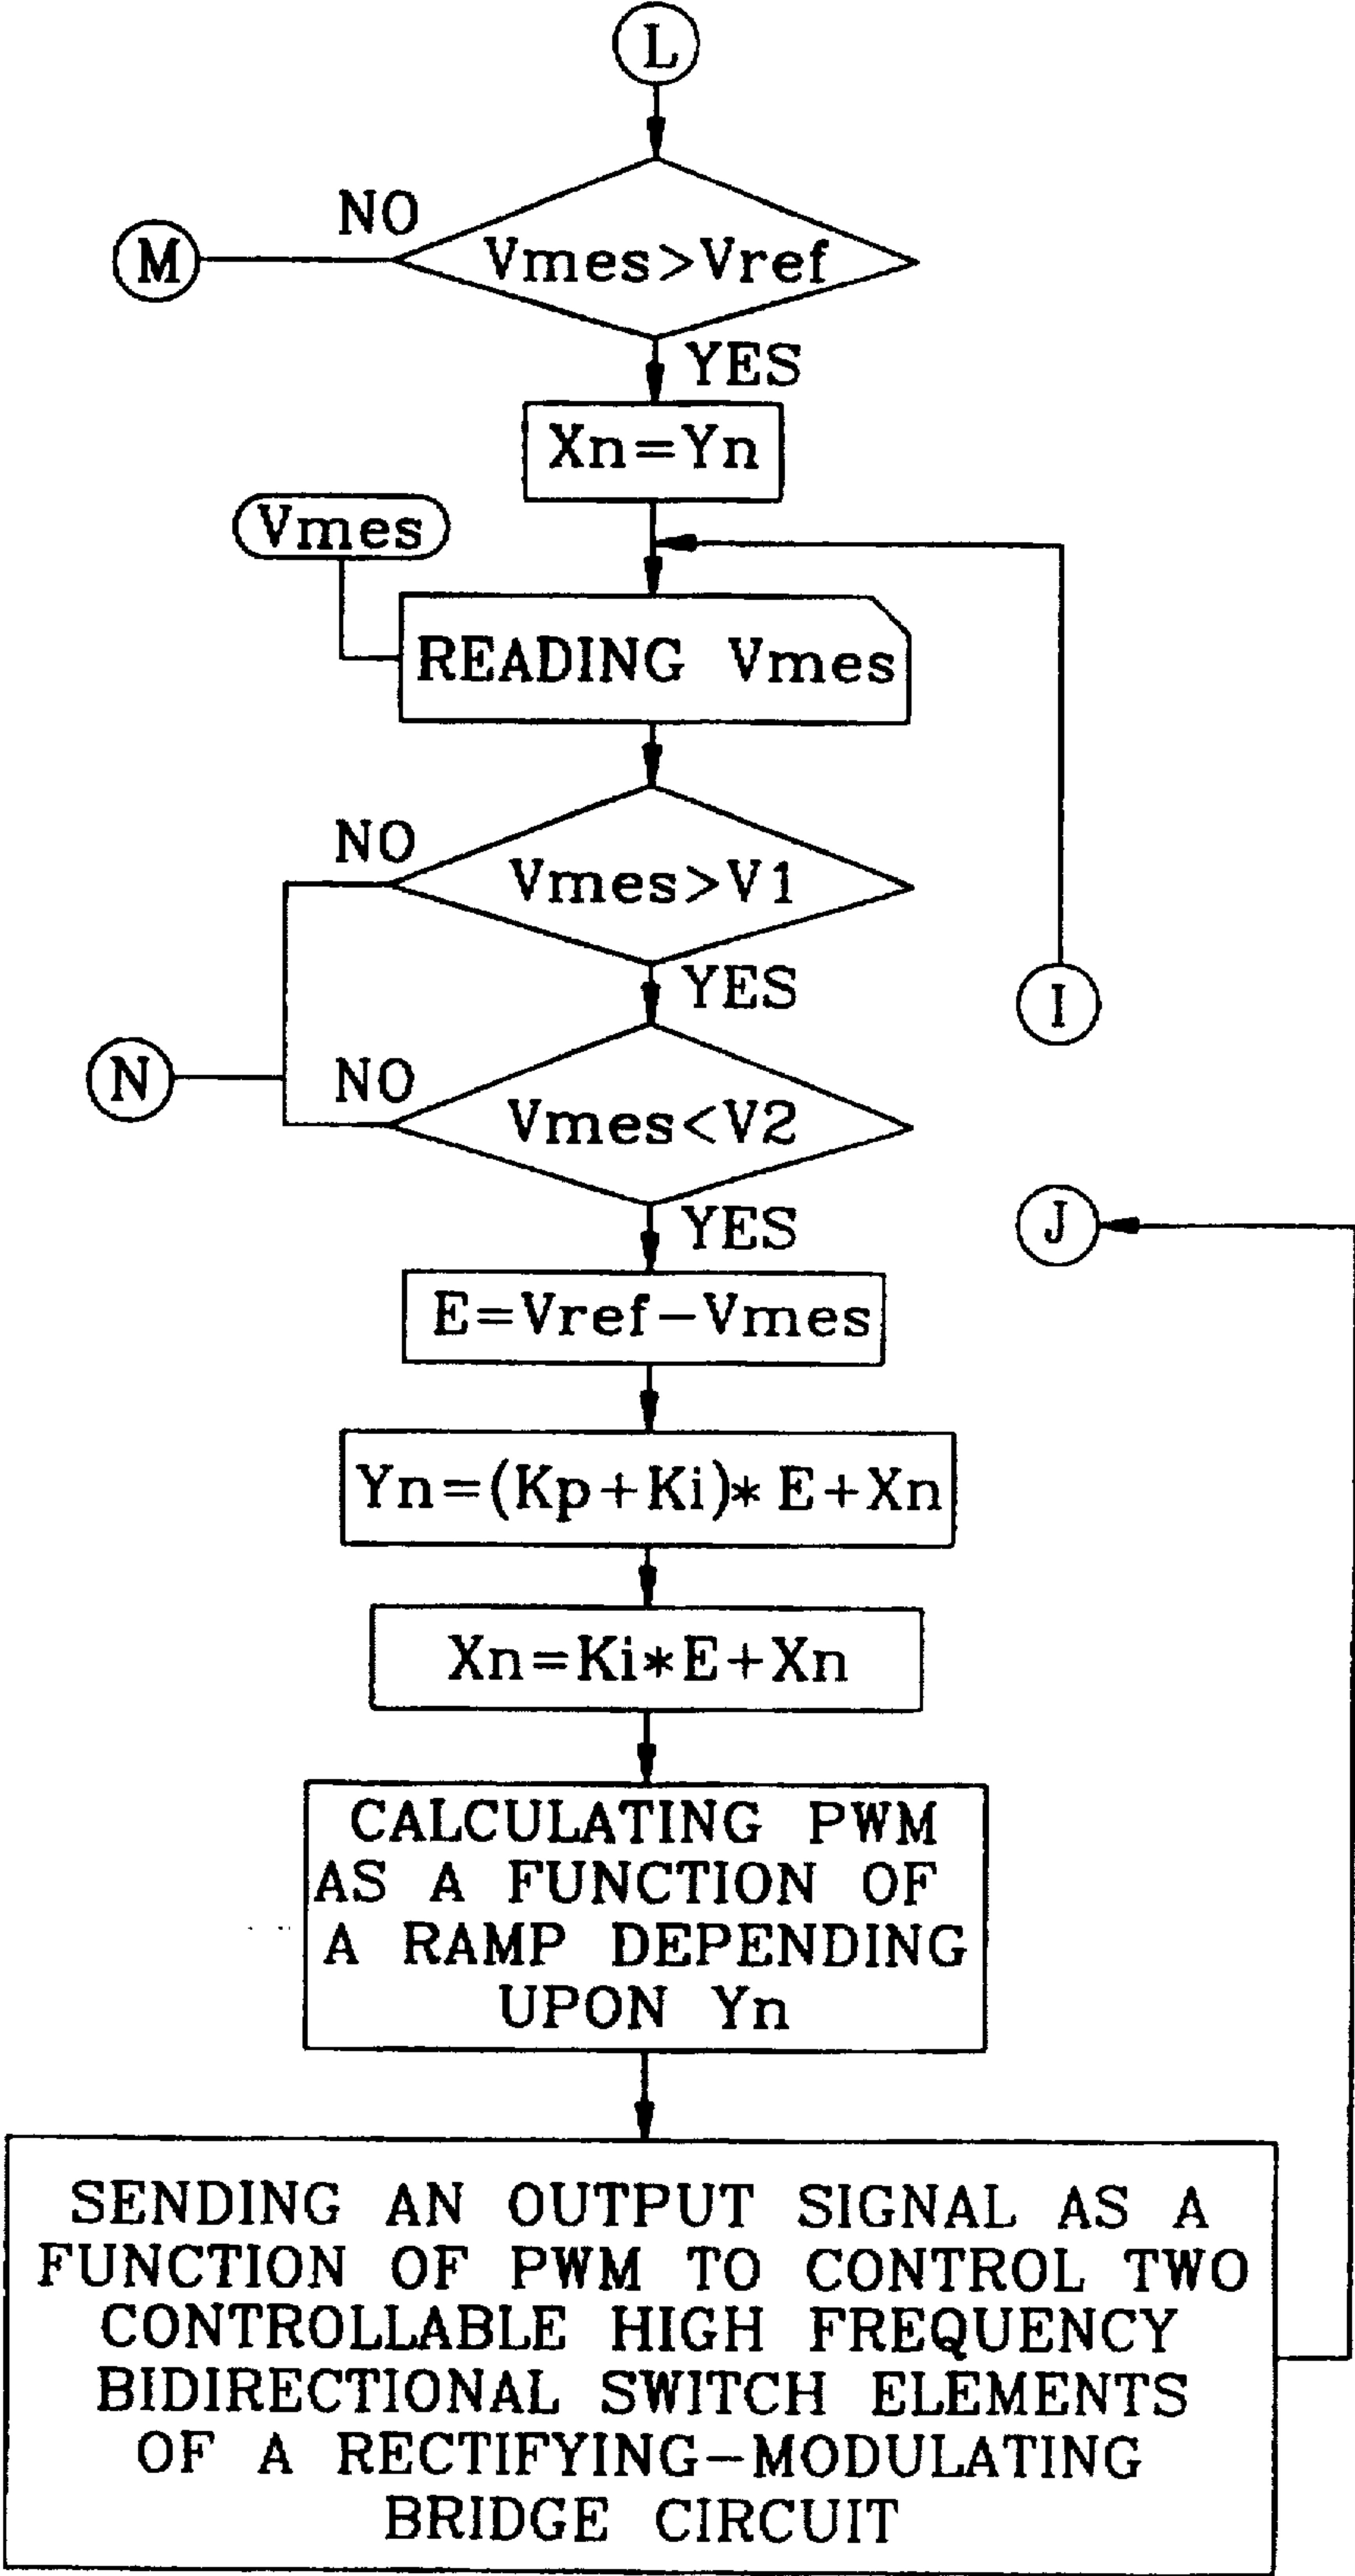 L
NO
M
Vmes>Vref
YES
Xn=Yn
Vmes
READING Vmes
NO
Vmes>V1
YES
I
N
NO
Vmes<V2
YES
J
E=Vref-Vmes
Yn=(Kp+Ki)* E+Xn
Xn=Ki*E+Xn
CALCULATING PWM
AS A FUNCTION OF
A RAMP DEPENDING
UPON Yn
SENDING AN OUTPUT SIGNAL AS A
FUNCTION OF PWM TO CONTROL TWO
CONTROLLABLE HIGH FREQUENCY
BIDIRECTIONAL SWITCH ELEMENTS
OF A RECTIFYING-MODULATING
BRIDGE CIRCUIT